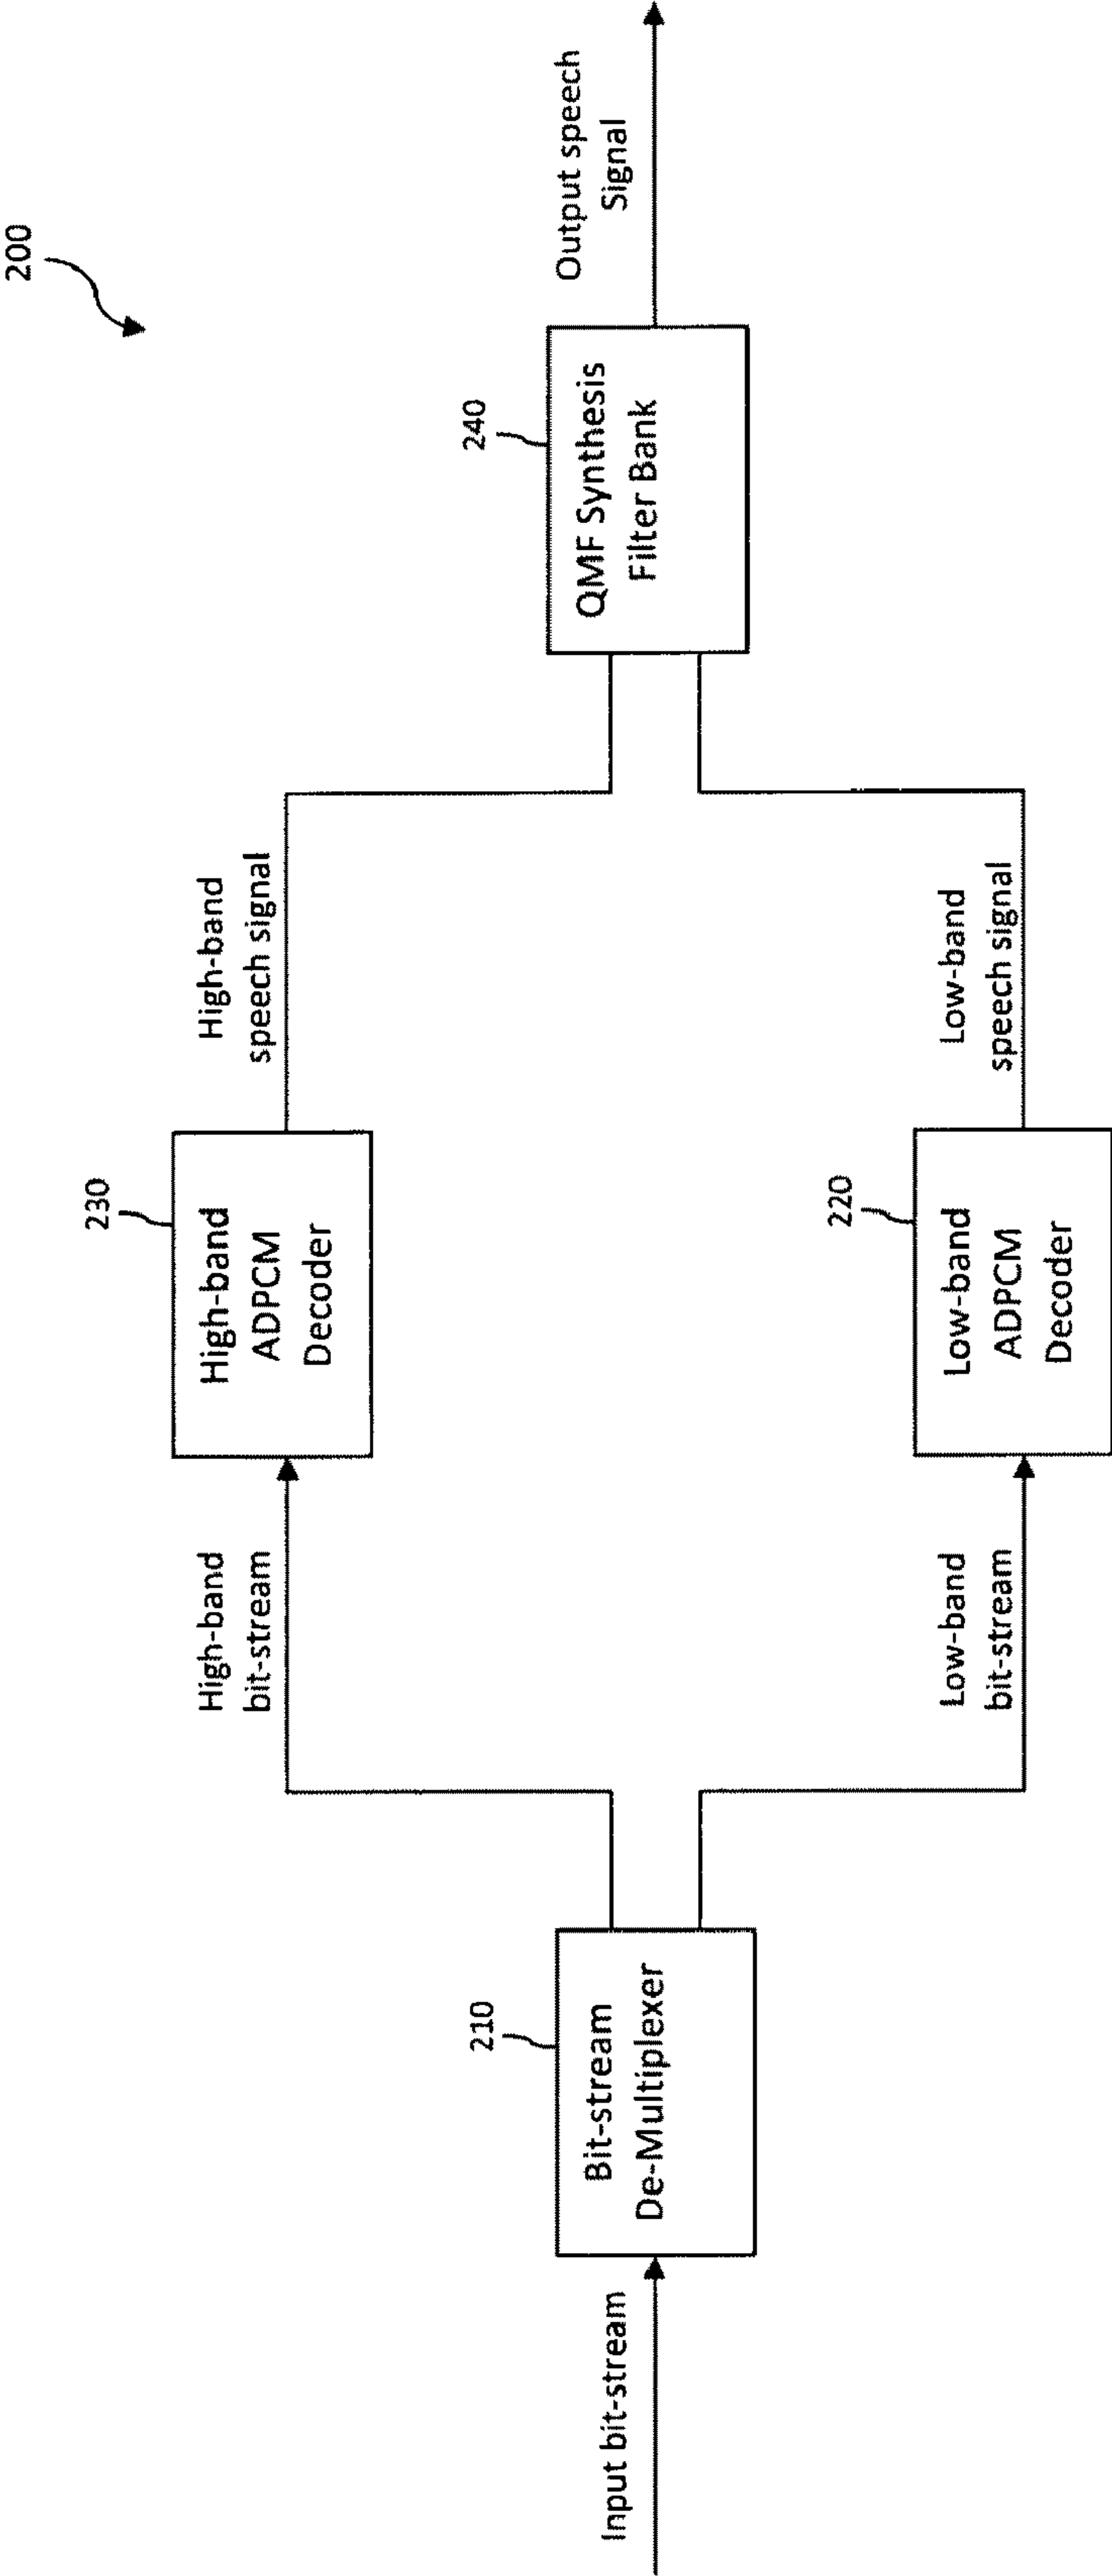 200
Input bit-stream
210
Bit-stream
De-Multiplexer
High-band
bit-stream
230
High-band
ADPCM
Decoder
High-band
speech signal
Low-band
bit-stream
220
Low-band
ADPCM
Decoder
Low-band
speech signal
240
QMF Synthesis
Filter Bank
Output speech
Signal